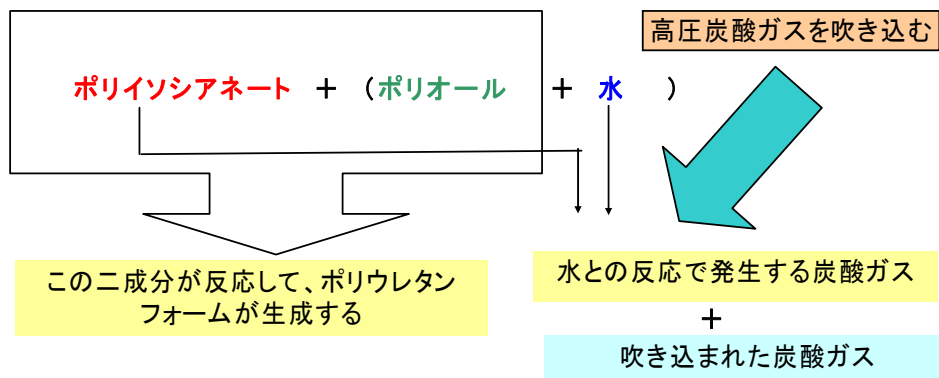 高圧炭酸ガスを吹き込む
ポリイソシアネート + (ポリオール + 水 )
この二成分が反応して、ポリウレタン
フォームが生成する
水との反応で発生する炭酸ガス
+
吹き込まれた炭酸ガス